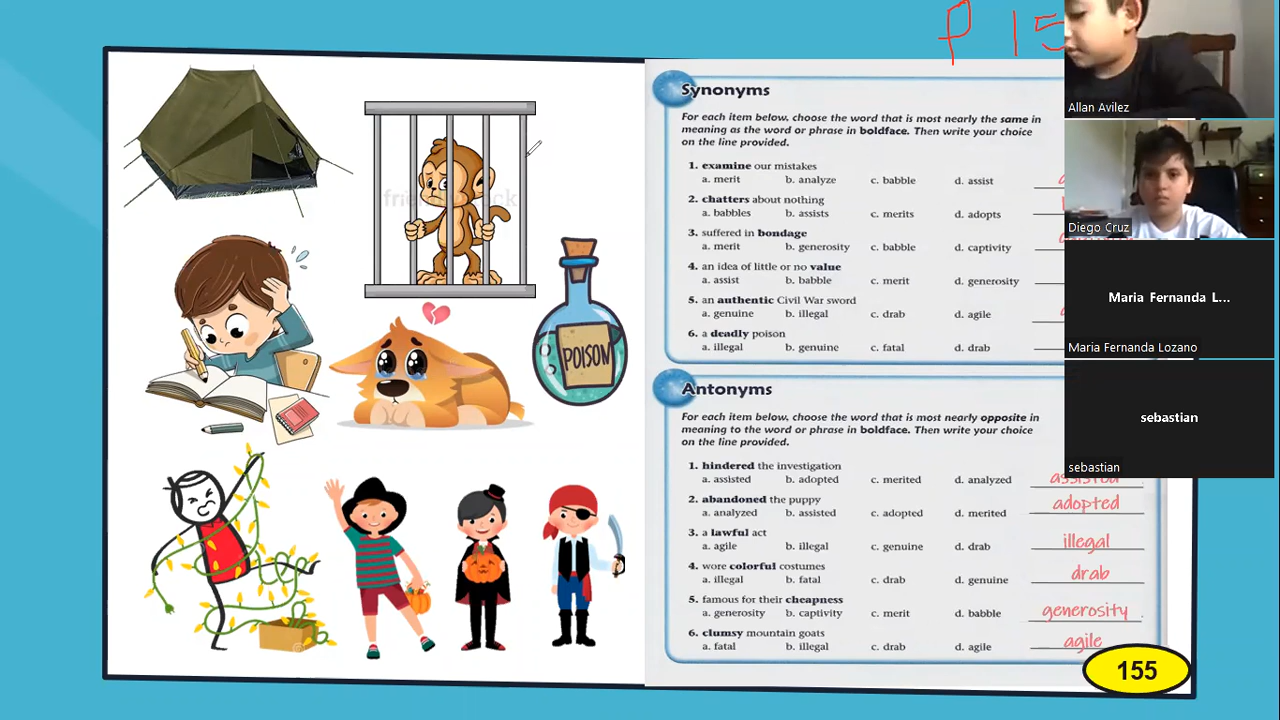 P 15
Synonyms
For each item below, choose the word that is most nearly the same in
meaning as the word or phrase in boldface. Then write your choice
on the line provided.
1. examine our mistakes
a. merit b. analyze c. babble d. assist
2. chatters about nothing
a. babbles b. assists c. merits d. adopts
3. suffered in bondage
a. merit b. generosity c. babble d. captivity
4. an idea of little or no value
a. assist b. babble c. merit d. generosity
5. an authentic Civil War sword
a. genuine b. illegal c. drab d. agile
6. a deadly poison
a. illegal b. genuine c. fatal d. drab
Antonyms
For each item below, choose the word that is most nearly opposite in
meaning to the word or phrase in boldface. Then write your choice
on the line provided.
1. hindered the investigation
a. assisted b. adopted c. merited d. analyzed assisted
2. abandoned the puppy
a. analyzed b. assisted c. adopted d. merited adopted
3. a lawful act
a. agile b. illegal c. genuine d. drab illegal
4. wore colorful costumes
a. illegal b. fatal c. drab d. genuine drab
5. famous for their cheapness
a. generosity b. captivity c. merit d. babble generosity
6. clumsy mountain goats
a. fatal b. illegal c. drab d. agile agile
155
POISON
Allan Avilez
Diego Cruz
Maria Fernanda L...
Maria Fernanda Lozano
sebastian
sebastian